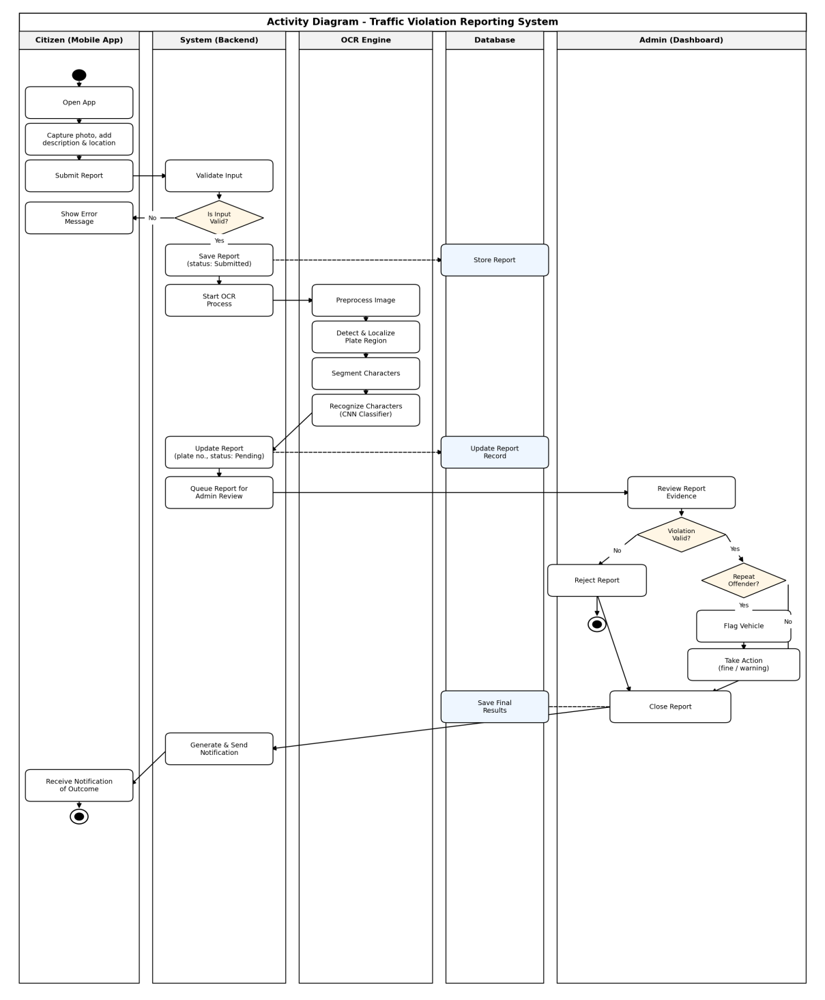 Activity Diagram - Traffic Violation Reporting System
Citizen (Mobile App)
System (Backend)
OCR Engine
Database
Admin (Dashboard)
Open App
Capture photo, add
description & location
Submit Report
Validate Input
Show Error
Message
No
Is Input
Valid?
Yes
Save Report
(status: Submitted)
Store Report
Start OCR
Process
Preprocess Image
Detect & Localize
Plate Region
Segment Characters
Recognize Characters
(CNN Classifier)
Update Report
(plate no., status: Pending)
Update Report
Record
Queue Report for
Admin Review
Review Report
Evidence
Violation
Valid?
No
Yes
Reject Report
Repeat
Offender?
Yes
No
Flag Vehicle
Take Action
(fine / warning)
Save Final
Results
Close Report
Generate & Send
Notification
Receive Notification
of Outcome